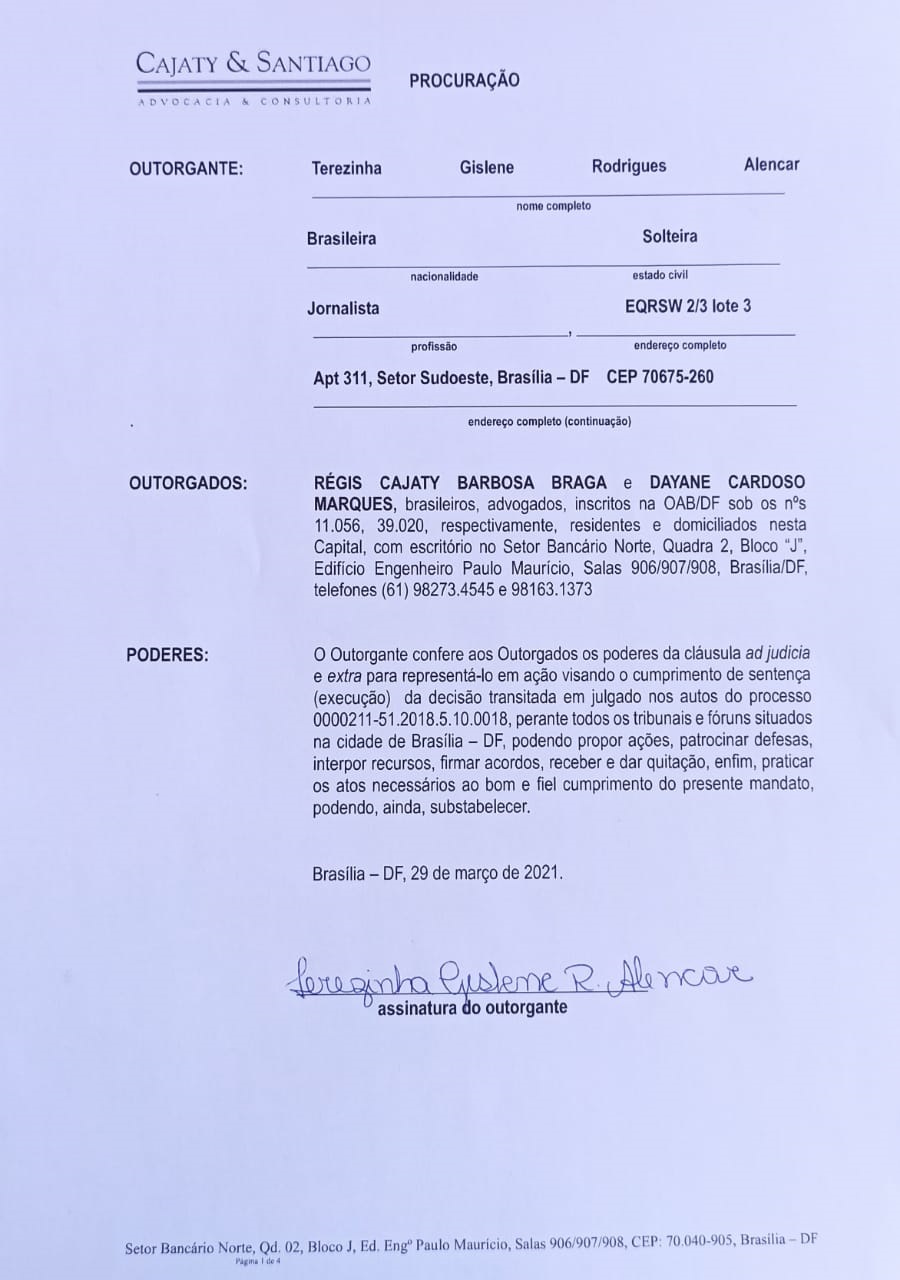 CAJATY & SANTIAGO
ADVOCACIA & CONSULTORIA
PROCURAÇÃO
OUTORGANTE: Terezinha Gislene Rodrigues Alencar
nome completo
Brasileira Solteira
nacionalidade estado civil
Jornalista EQRSW 2/3 lote 3
,
profissão endereço completo
Apt 311, Setor Sudoeste, Brasília – DF CEP 70675-260
endereço completo (continuação)
OUTORGADOS: RÉGIS CAJATY BARBOSA BRAGA e DAYANE CARDOSO
MARQUES, brasileiros, advogados, inscritos na OAB/DF sob os nºs
11.056, 39.020, respectivamente, residentes e domiciliados nesta
Capital, com escritório no Setor Bancário Norte, Quadra 2, Bloco “J”,
Edifício Engenheiro Paulo Maurício, Salas 906/907/908, Brasília/DF,
telefones (61) 98273.4545 e 98163.1373
PODERES: O Outorgante confere aos Outorgados os poderes da cláusula ad judicia
e extra para representá-lo em ação visando o cumprimento de sentença
(execução) da decisão transitada em julgado nos autos do processo
0000211-51.2018.5.10.0018, perante todos os tribunais e fóruns situados
na cidade de Brasília – DF, podendo propor ações, patrocinar defesas,
interpor recursos, firmar acordos, receber e dar quitação, enfim, praticar
os atos necessários ao bom e fiel cumprimento do presente mandato,
podendo, ainda, substabelecer.
Brasília – DF, 29 de março de 2021.
Terezinha Gislene R. Alencar
assinatura do outorgante
Setor Bancário Norte, Qd. 02, Bloco J, Ed. Engº Paulo Maurício, Salas 906/907/908, CEP: 70.040-905, Brasília – DF
Página 1 de 4